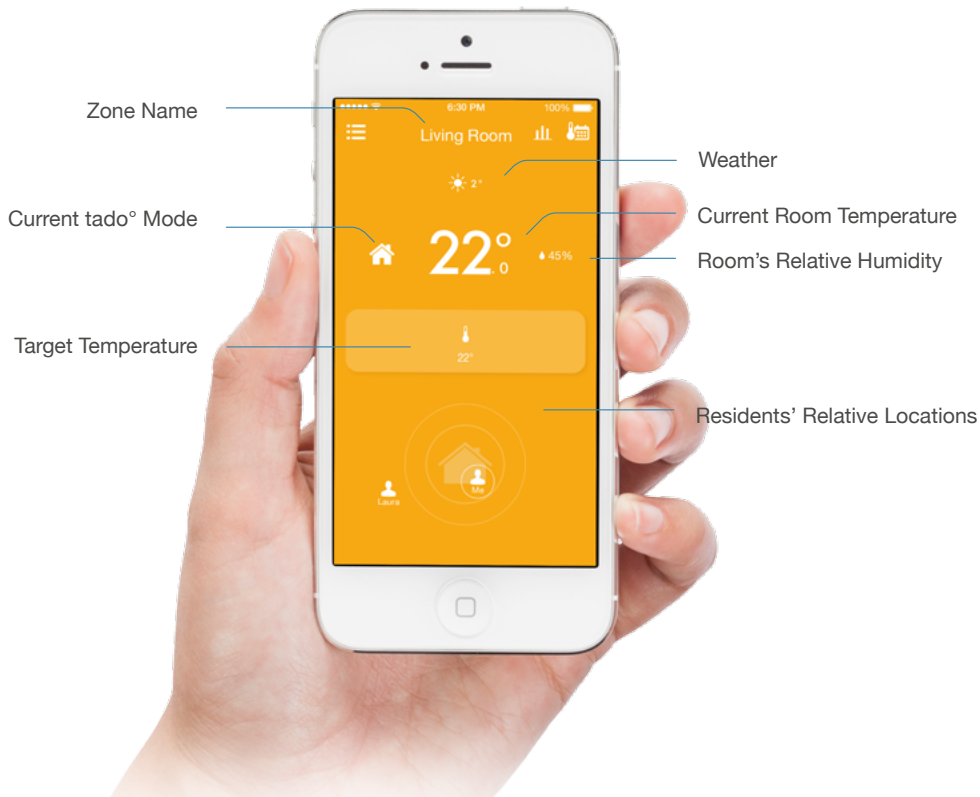 6:30 PM
100%
Zone Name
Living Room
Weather
2°
Current tado° Mode
22°
.0
Current Room Temperature
45%
Room's Relative Humidity
Target Temperature
22°
Residents' Relative Locations
Laura
Me